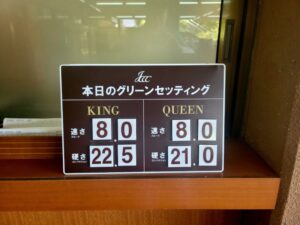 Jcc
本日のグリーンセッティング
KING QUEEN
速さ 8.0 速さ 8.0
硬さ 22.5 硬さ 21.0